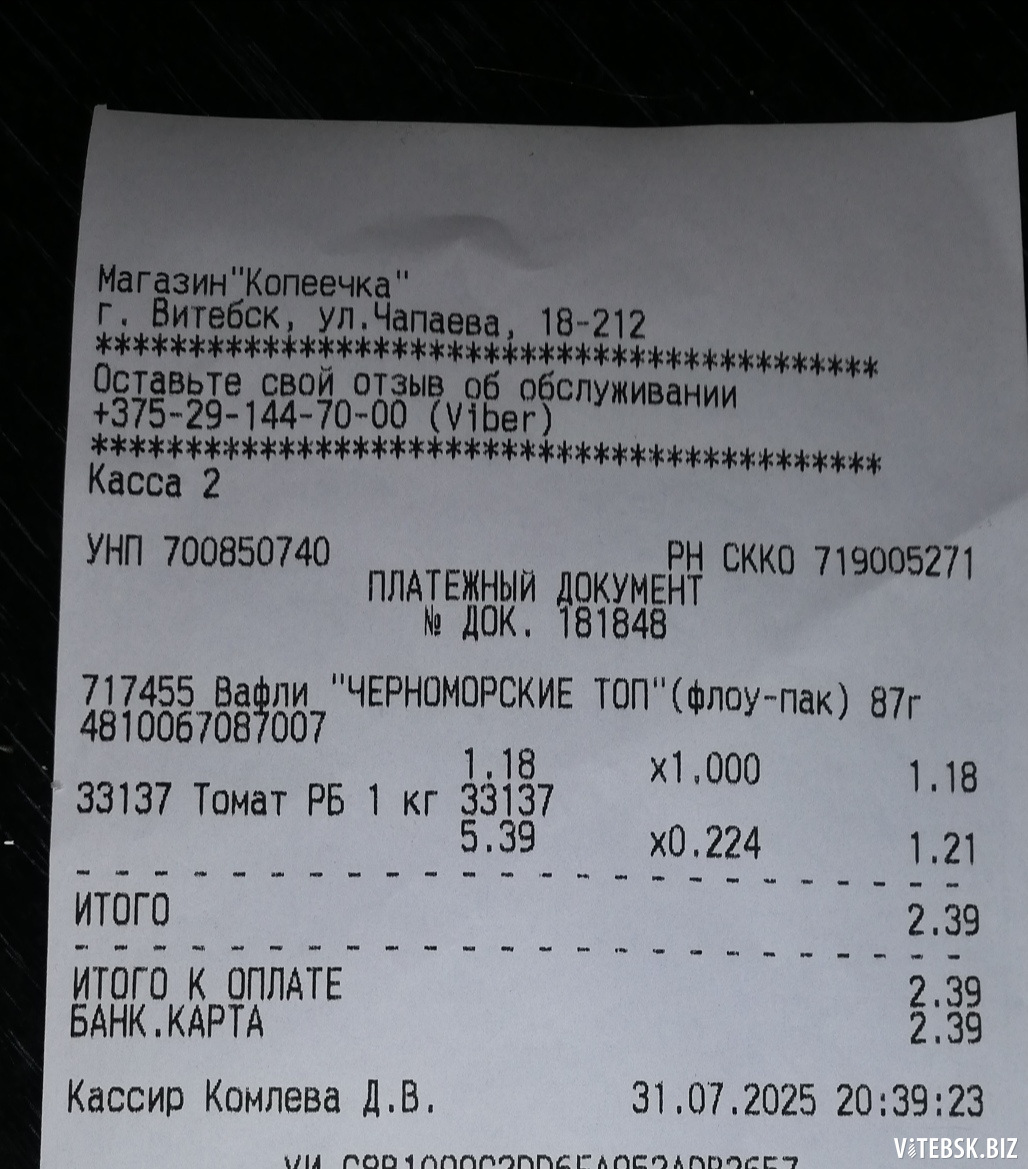 Магазин"Копеечка"
г. Витебск, ул.Чапаева, 18-212
******************************************
Оставьте свой отзыв об обслуживании
+375-29-144-70-00 (Viber)
******************************************
Касса 2
УНП 700850740 РН СККО 719005271
ПЛАТЕЖНЫЙ ДОКУМЕНТ
№ ДОК. 181848
717455 Вафли "ЧЕРНОМОРСКИЕ ТОП"(флоу-пак) 87г
4810067087007
1.18 x1.000 1.18
33137 Томат РБ 1 кг 33137
5.39 x0.224 1.21
- - - - - - - - - - - - - - - - - - - - - - -
ИТОГО 2.39
- - - - - - - - - - - - - - - - - - - - - - -
ИТОГО К ОПЛАТЕ 2.39
БАНК.КАРТА 2.39
Кассир Комлева Д.В. 31.07.2025 20:39:23
УИ
ViTEBSK.BIZ